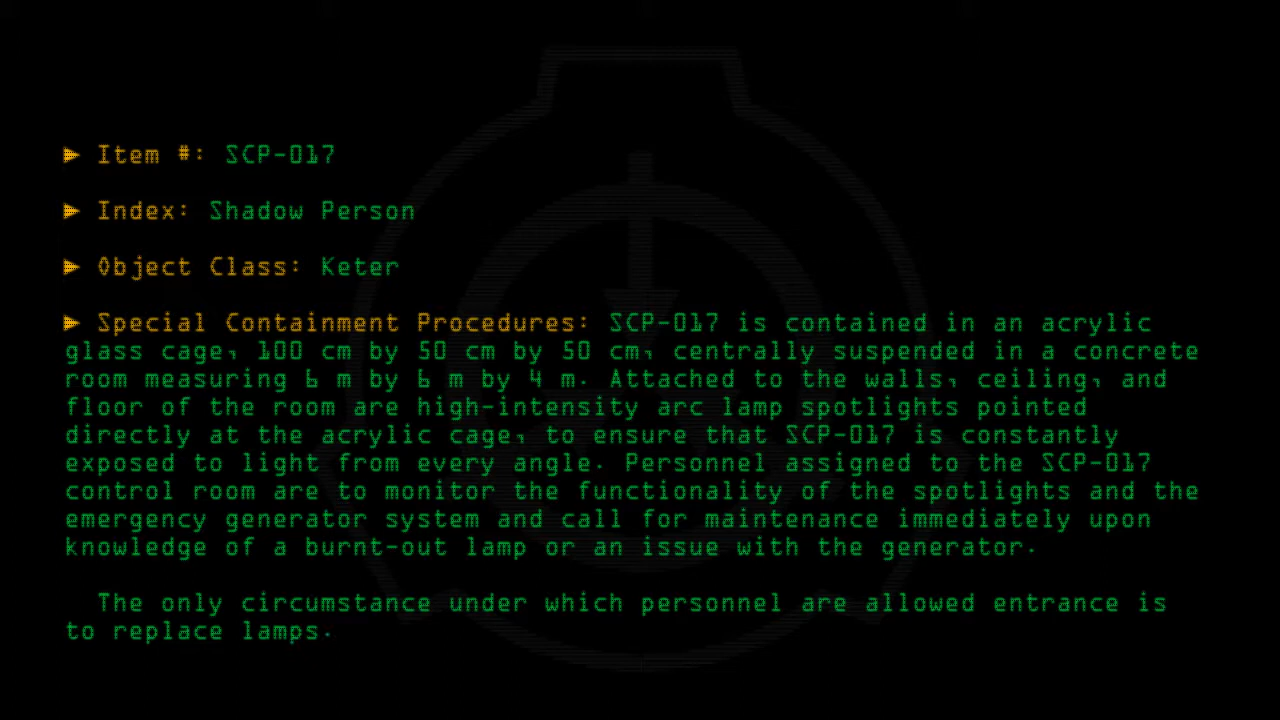 ► Item #: SCP-017
► Index: Shadow Person
► Object Class: Keter
► Special Containment Procedures: SCP-017 is contained in an acrylic
glass cage, 100 cm by 50 cm by 50 cm, centrally suspended in a concrete
room measuring 6 m by 6 m by 4 m. Attached to the walls, ceiling, and
floor of the room are high-intensity arc lamp spotlights pointed
directly at the acrylic cage, to ensure that SCP-017 is constantly
exposed to light from every angle. Personnel assigned to the SCP-017
control room are to monitor the functionality of the spotlights and the
emergency generator system and call for maintenance immediately upon
knowledge of a burnt-out lamp or an issue with the generator.
The only circumstance under which personnel are allowed entrance is
to replace lamps.